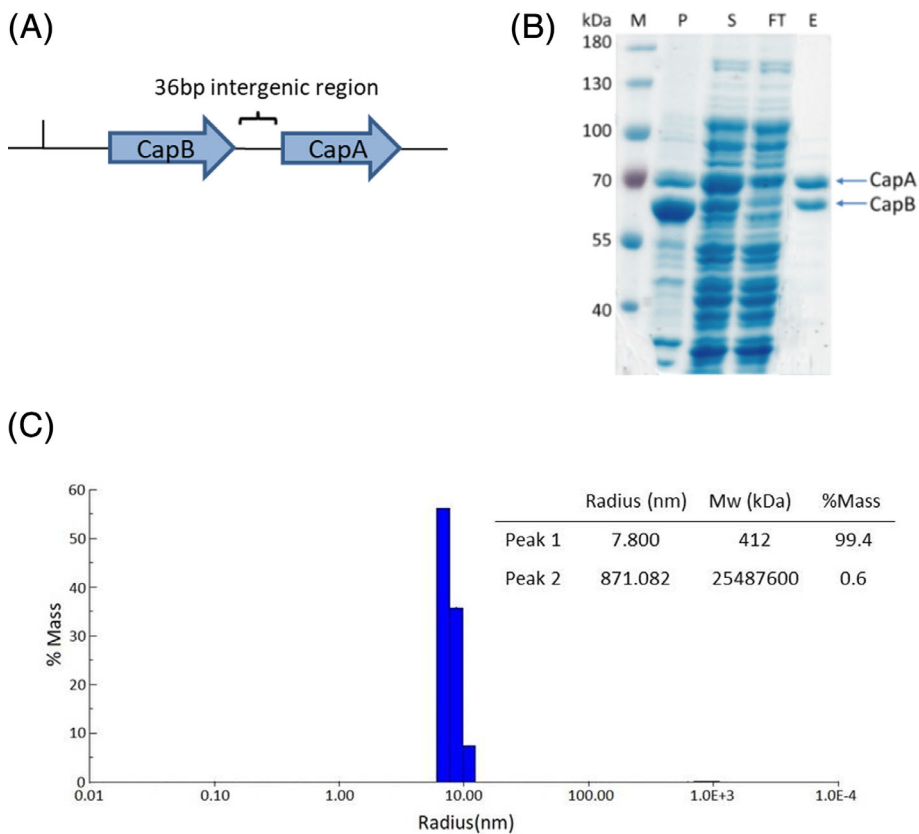 (A)
36bp intergenic region
CapB
CapA
(B)
kDa M P S FT E
180
130
100
70
55
40
CapA
CapB
(C)
% Mass
60
50
40
30
20
10
0
0.01 0.10 1.00 10.00 100.00 1.0E+3 1.0E-4
Radius(nm)
Radius (nm) Mw (kDa) %Mass
Peak 1 7.800 412 99.4
Peak 2 871.082 25487600 0.6